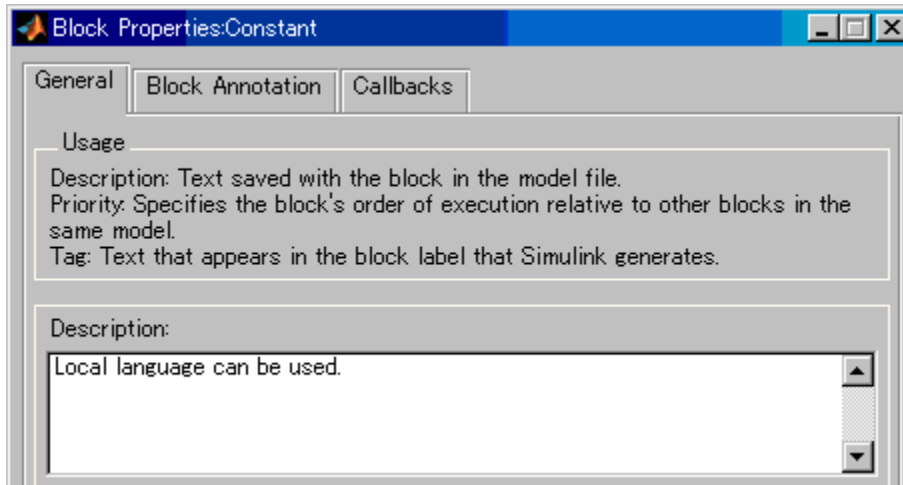 Block Properties:Constant
General
Block Annotation
Callbacks
Usage
Description: Text saved with the block in the model file.
Priority: Specifies the block's order of execution relative to other blocks in the
same model.
Tag: Text that appears in the block label that Simulink generates.
Description:
Local language can be used.